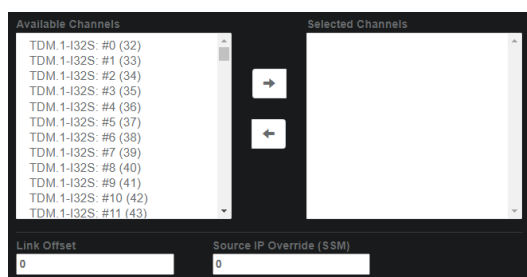 Available Channels
Selected Channels
TDM.1-I32S: #0 (32)
TDM.1-I32S: #1 (33)
TDM.1-I32S: #2 (34)
TDM.1-I32S: #3 (35)
TDM.1-I32S: #4 (36)
TDM.1-I32S: #5 (37)
TDM.1-I32S: #6 (38)
TDM.1-I32S: #7 (39)
TDM.1-I32S: #8 (40)
TDM.1-I32S: #9 (41)
TDM.1-I32S: #10 (42)
TDM.1-I32S: #11 (43)
Link Offset
Source IP Override (SSM)
0
0